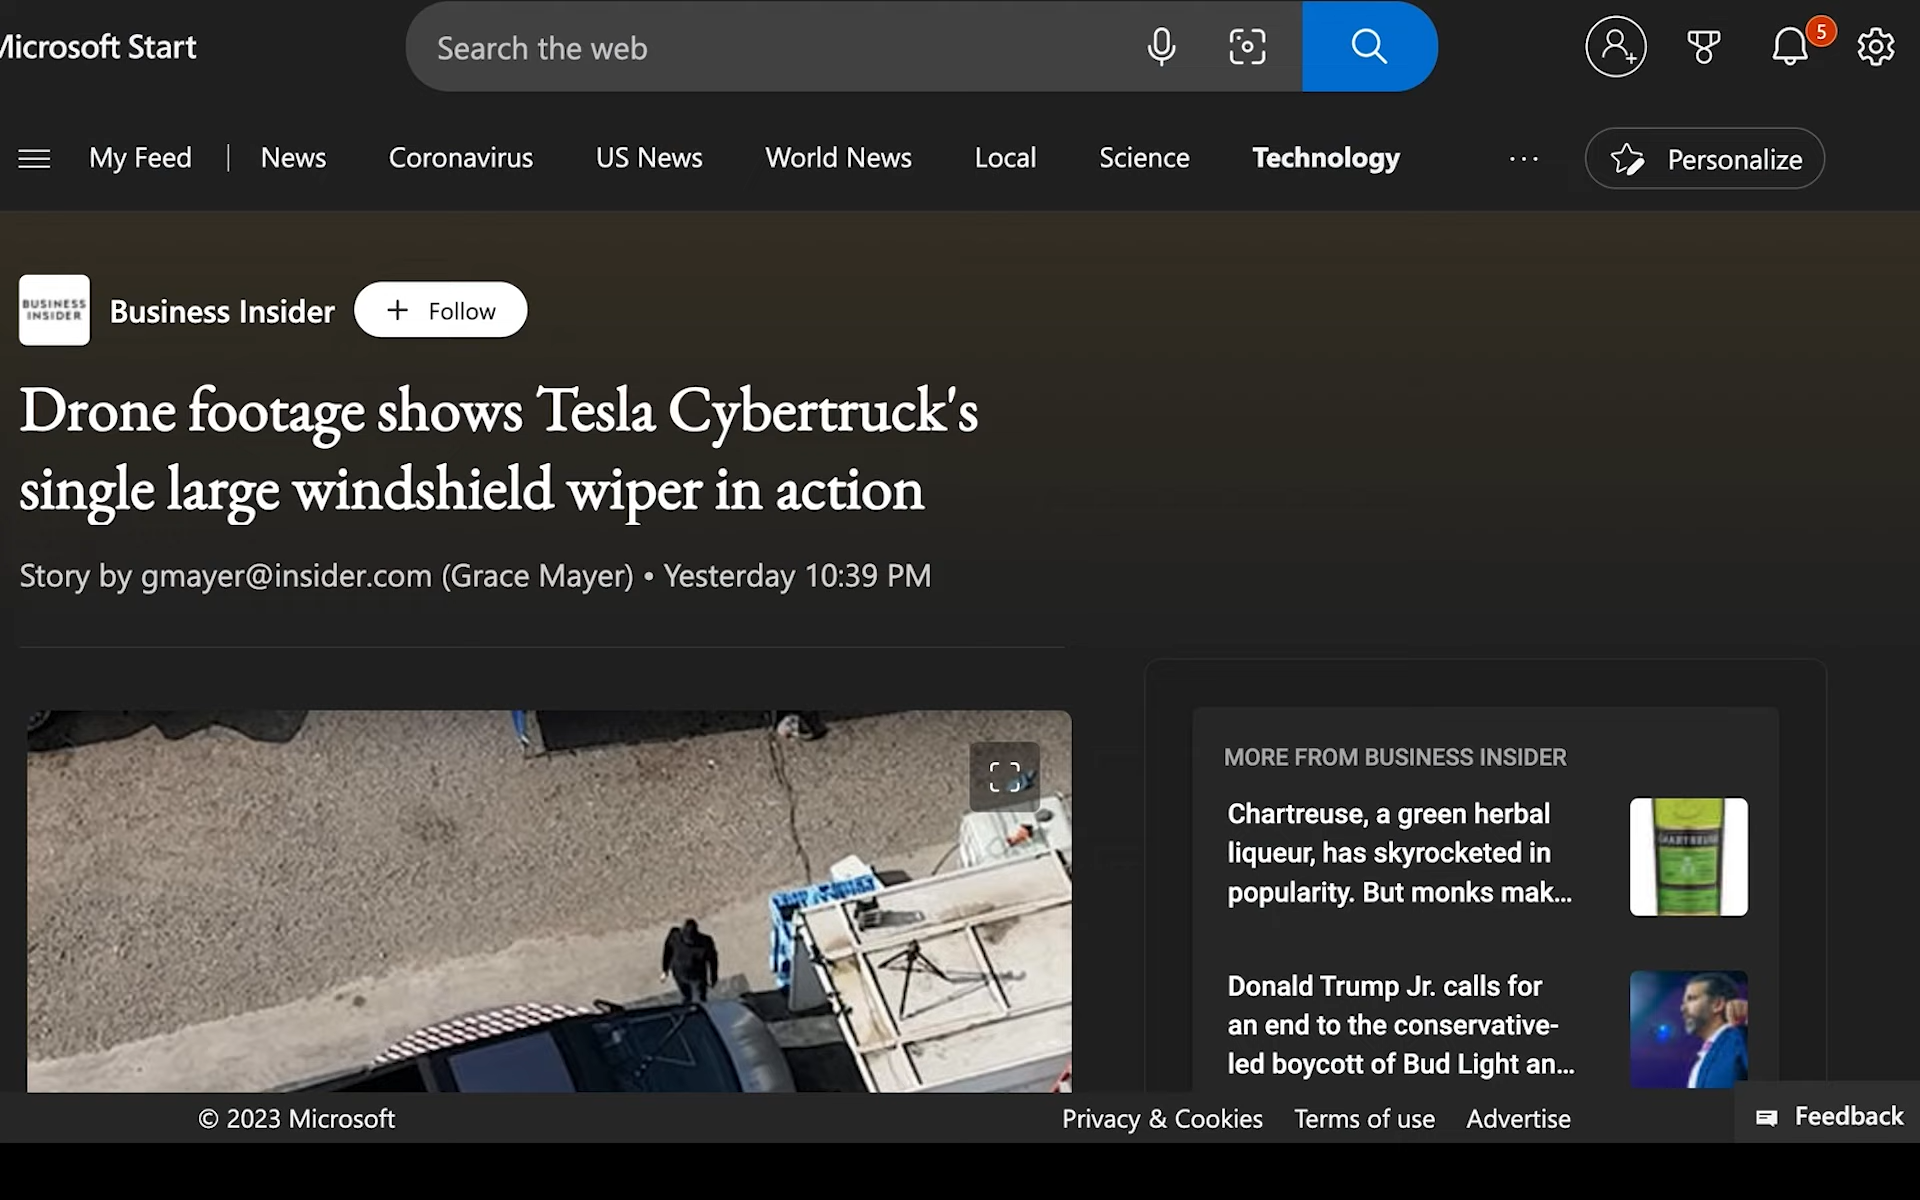 Microsoft Start
Search the web
5
My Feed | News Coronavirus US News World News Local Science Technology ... Personalize
BUSINESS
INSIDER
Business Insider
+ Follow
Drone footage shows Tesla Cybertruck's
single large windshield wiper in action
Story by gmayer@insider.com (Grace Mayer) • Yesterday 10:39 PM
MORE FROM BUSINESS INSIDER
Chartreuse, a green herbal
liqueur, has skyrocketed in
popularity. But monks mak...
CHARTREUSE
Donald Trump Jr. calls for
an end to the conservative-
led boycott of Bud Light an...
© 2023 Microsoft
Privacy & Cookies Terms of use Advertise
Feedback